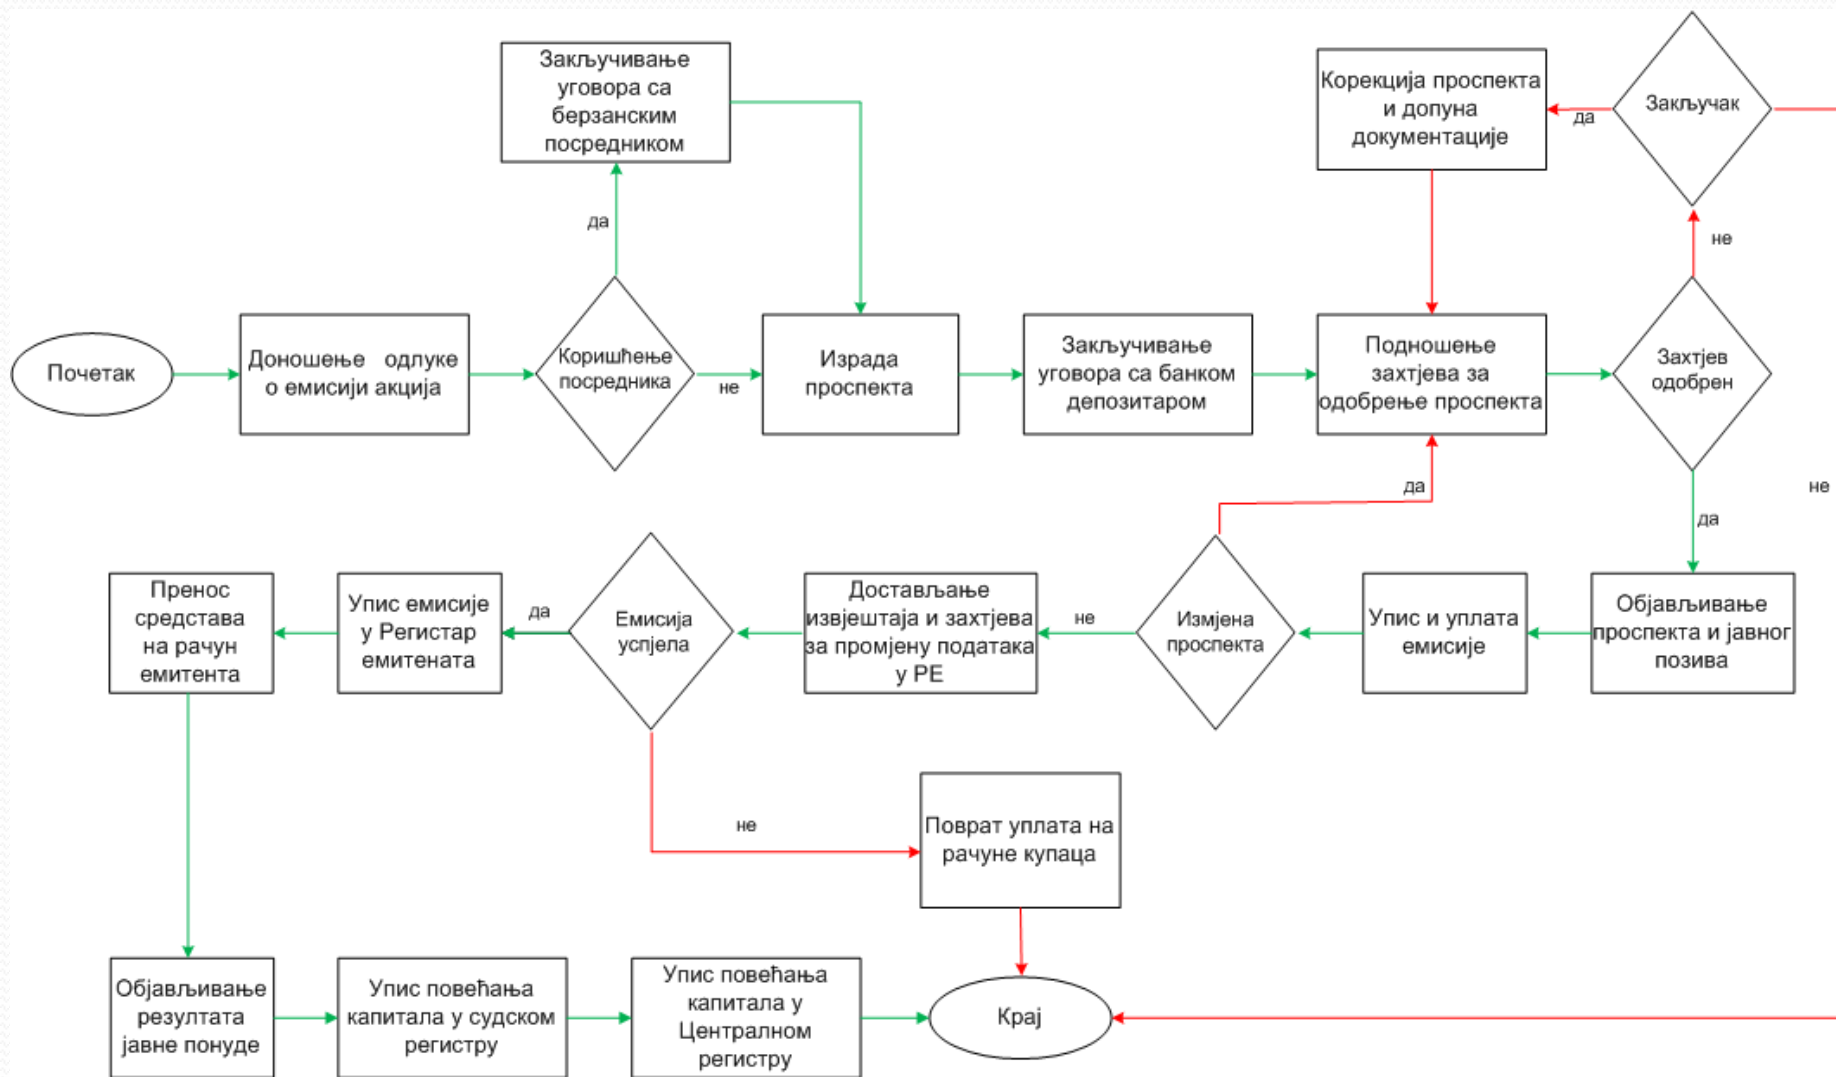 Закључивање
уговора са
берзанским
посредником
Корекција проспекта
и допуна
документације
да
Закључак
да
не
Почетак
Доношење одлуке
о емисији акција
Коришћење
посредника
не
Израда
проспекта
Закључивање
уговора са банком
депозитаром
Подношење
захтјева за
одобрење проспекта
Захтјев
одобрен
да
не
да
Пренос
средстава
на рачун
емитента
Упис емисије
у Регистар
емитената
да
Емисија
успјела
Достављање
извјештаја и захтјева
за промјену података
у РЕ
не
Измјена
проспекта
Упис и уплата
емисије
Објављивање
проспекта и јавног
позива
не
Поврат уплата на
рачуне купаца
Објављивање
резултата
јавне понуде
Упис повећања
капитала у судском
регистру
Упис повећања
капитала у
Централном
регистру
Крај